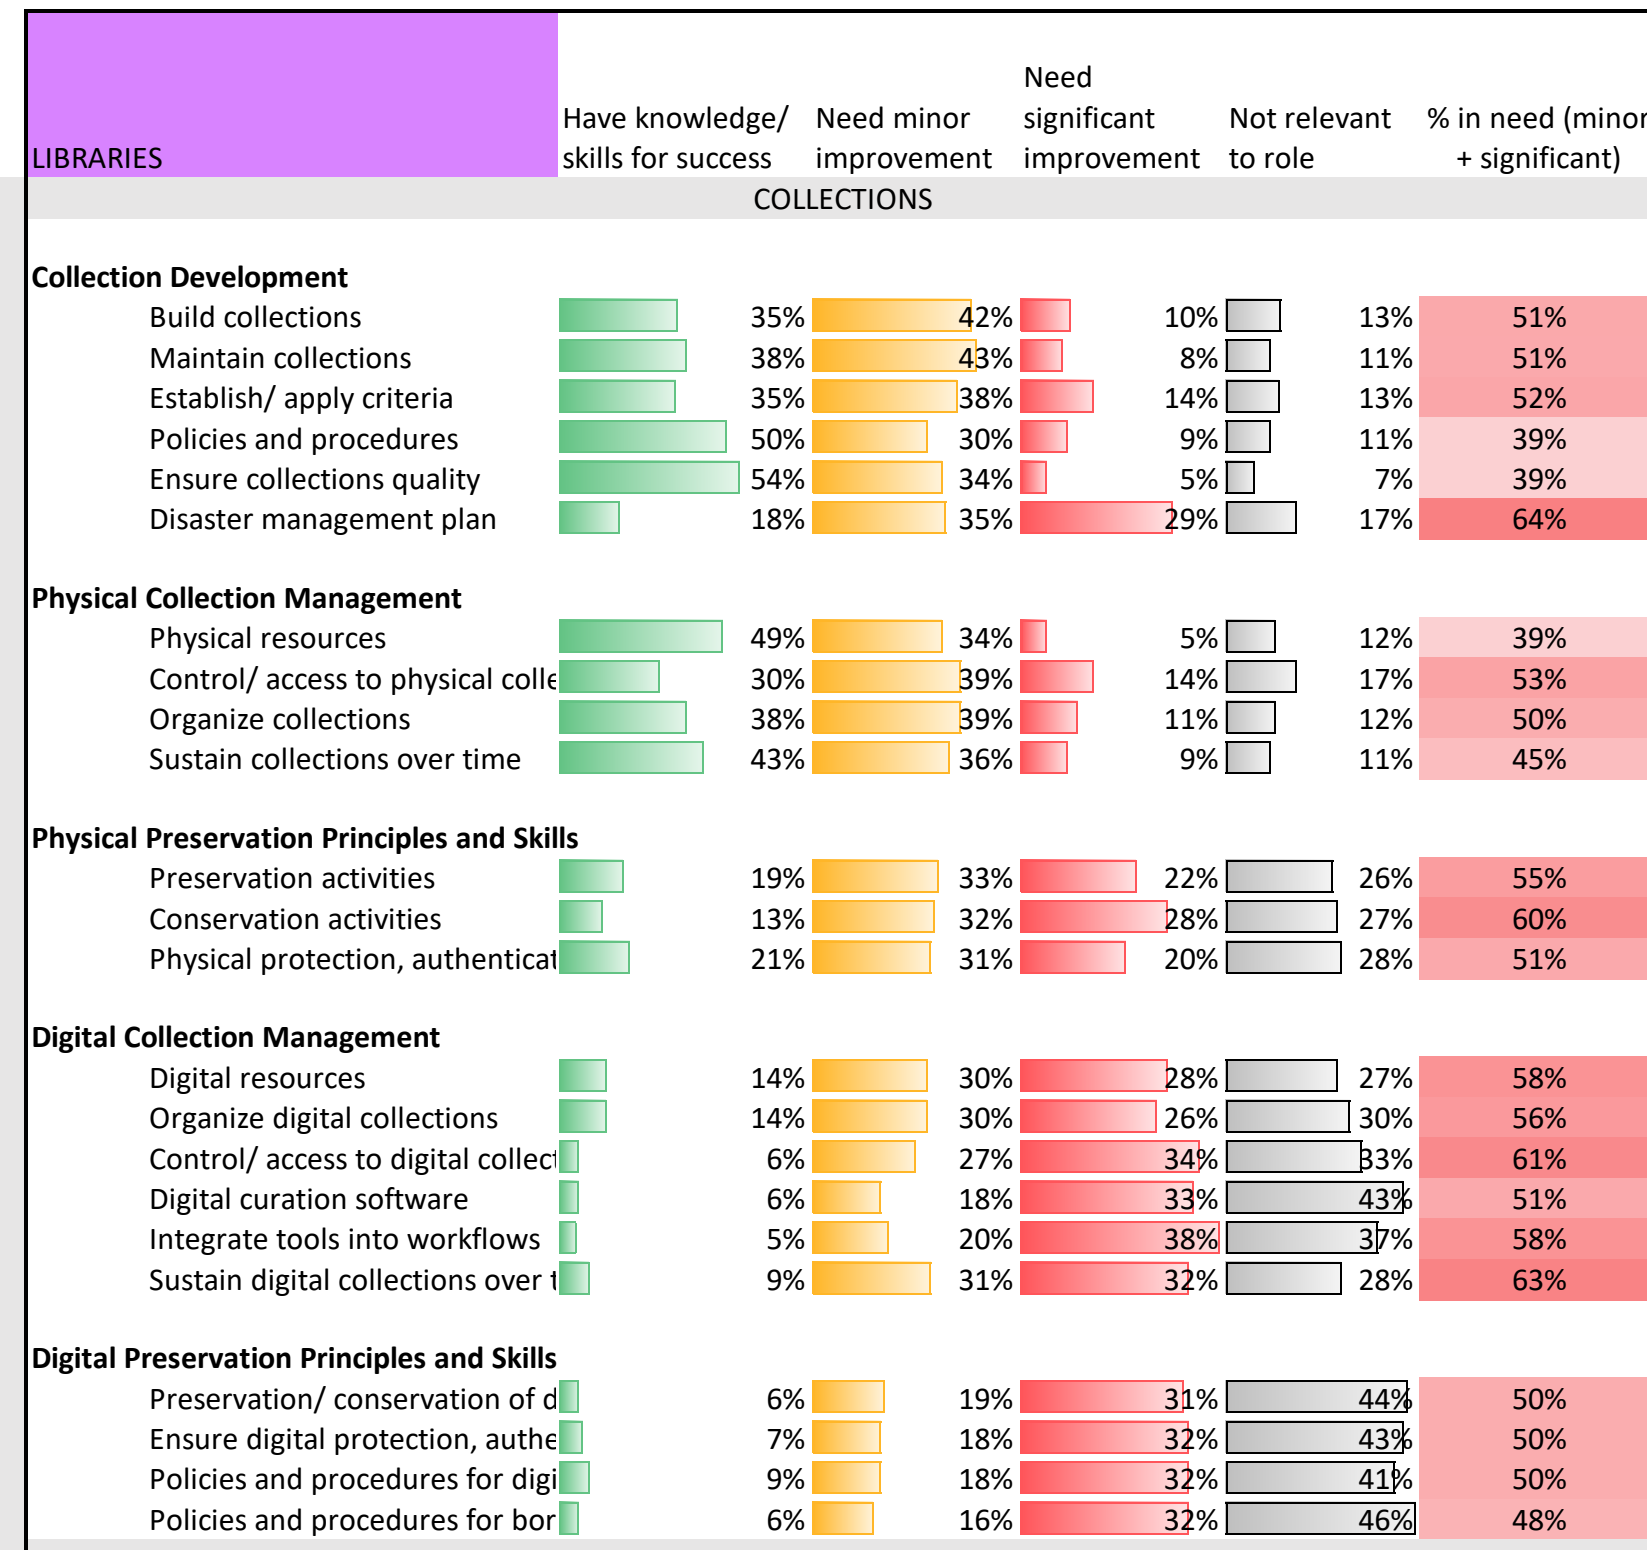 LIBRARIES Have knowledge/ skills for success Need minor improvement Need significant improvement Not relevant to role % in need (minor + significant)
COLLECTIONS
Collection Development
Build collections 35% 42% 10% 13% 51%
Maintain collections 38% 43% 8% 11% 51%
Establish/ apply criteria 35% 38% 14% 13% 52%
Policies and procedures 50% 30% 9% 11% 39%
Ensure collections quality 54% 34% 5% 7% 39%
Disaster management plan 18% 35% 29% 17% 64%
Physical Collection Management
Physical resources 49% 34% 5% 12% 39%
Control/ access to physical colle 30% 39% 14% 17% 53%
Organize collections 38% 39% 11% 12% 50%
Sustain collections over time 43% 36% 9% 11% 45%
Physical Preservation Principles and Skills
Preservation activities 19% 33% 22% 26% 55%
Conservation activities 13% 32% 28% 27% 60%
Physical protection, authenticat 21% 31% 20% 28% 51%
Digital Collection Management
Digital resources 14% 30% 28% 27% 58%
Organize digital collections 14% 30% 26% 30% 56%
Control/ access to digital collect 6% 27% 34% 33% 61%
Digital curation software 6% 18% 33% 43% 51%
Integrate tools into workflows 5% 20% 38% 37% 58%
Sustain digital collections over t 9% 31% 32% 28% 63%
Digital Preservation Principles and Skills
Preservation/ conservation of d 6% 19% 31% 44% 50%
Ensure digital protection, authe 7% 18% 32% 43% 50%
Policies and procedures for digi 9% 18% 32% 41% 50%
Policies and procedures for bor 6% 16% 32% 46% 48%